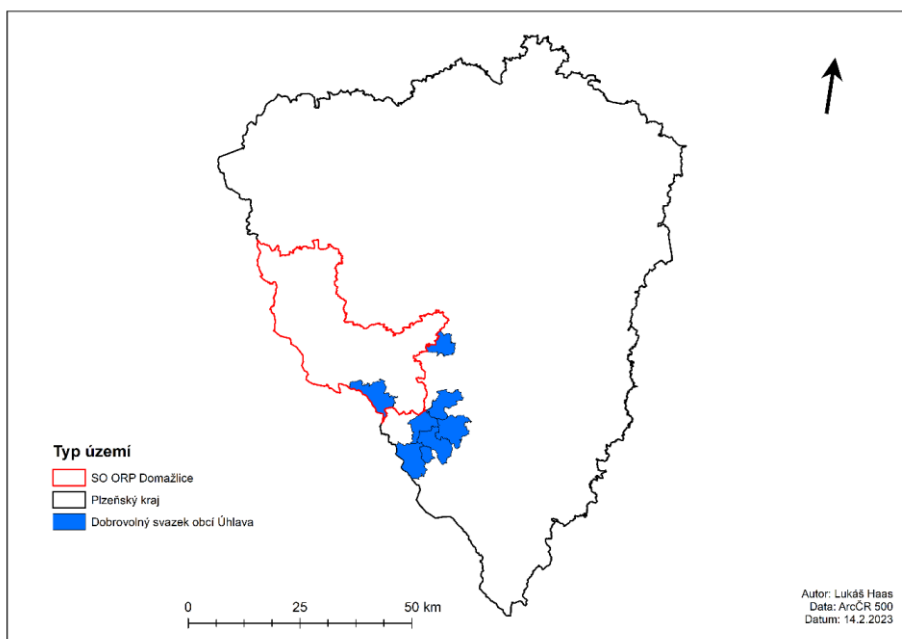 Typ území
SO ORP Domažlice
Plzeňský kraj
Dobrovolný svazek obcí Úhlava
0 25 50 km
Autor: Lukáš Haas
Data: ArcČR 500
Datum: 14.2.2023